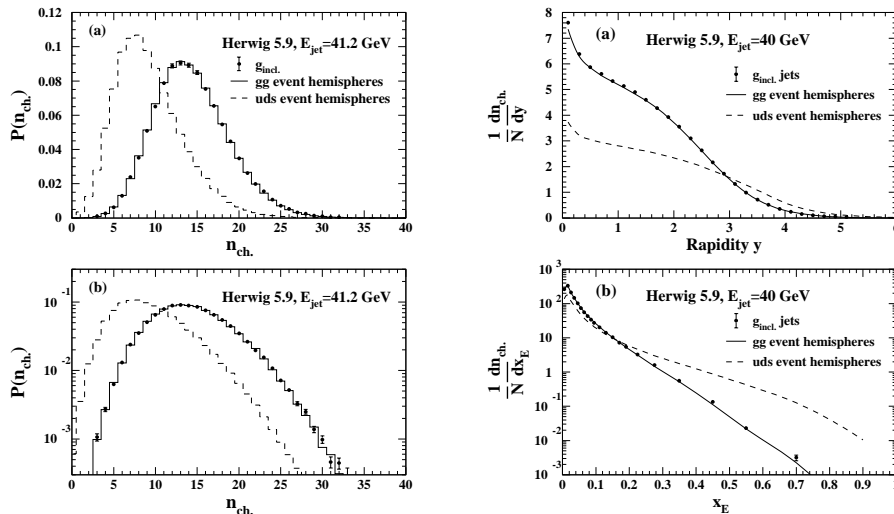 (a)
Herwig 5.9, E_jet=41.2 GeV
g_incl.
gg event hemispheres
uds event hemispheres
P(n_ch.)
0.12
0.1
0.08
0.06
0.04
0.02
0
0 5 10 15 20 25 30 35 40
n_ch.
(b)
Herwig 5.9, E_jet=41.2 GeV
P(n_ch.)
10^-1
10^-2
10^-3
0 5 10 15 20 25 30 35 40
n_ch.
(a)
Herwig 5.9, E_jet=40 GeV
g_incl. jets
gg event hemispheres
uds event hemispheres
1 dn_ch.
N dy
8
7
6
5
4
3
2
1
0
0 1 2 3 4 5 6
Rapidity y
(b)
Herwig 5.9, E_jet=40 GeV
g_incl. jets
gg event hemispheres
uds event hemispheres
1 dn_ch.
N dx_E
10^3
10^2
10
1
10^-1
10^-2
10^-3
0 0.1 0.2 0.3 0.4 0.5 0.6 0.7 0.8 0.9 1
x_E